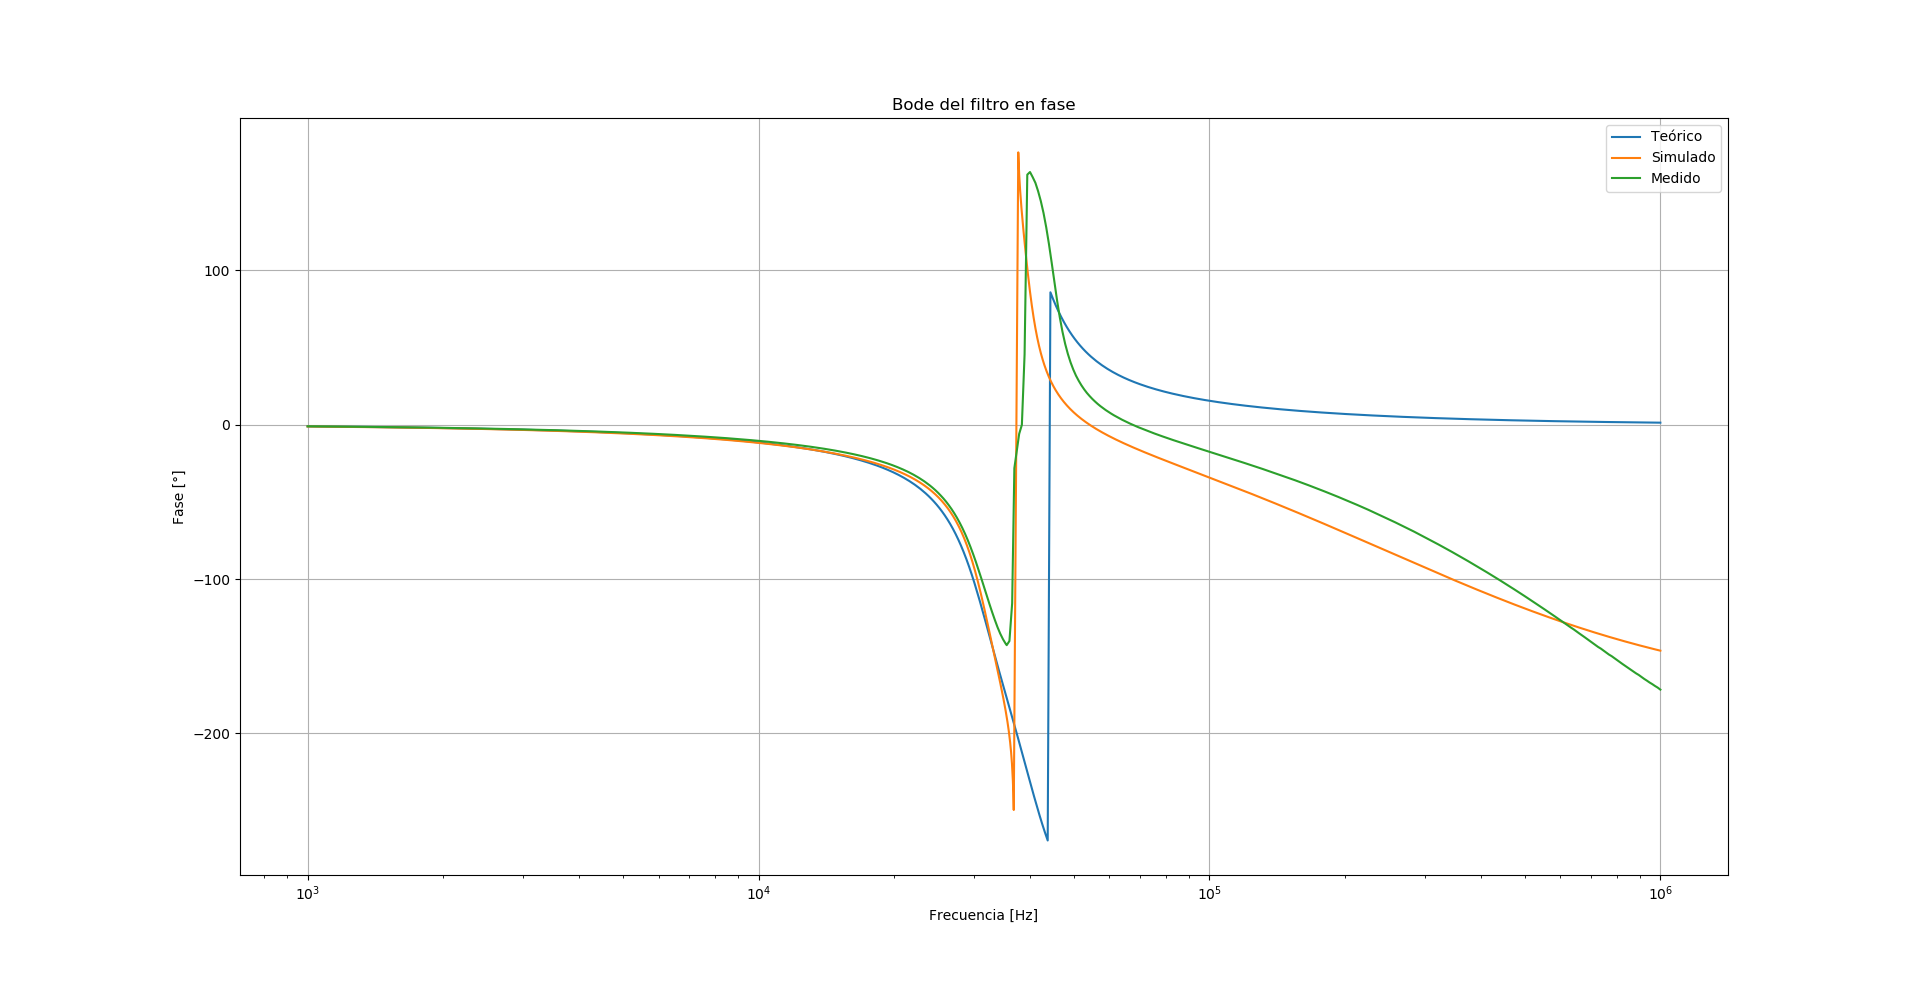 Bode del filtro en fase
Teórico
Simulado
Medido
100
0
−100
−200
Fase [°]
10³
10⁴
10⁵
10⁶
Frecuencia [Hz]